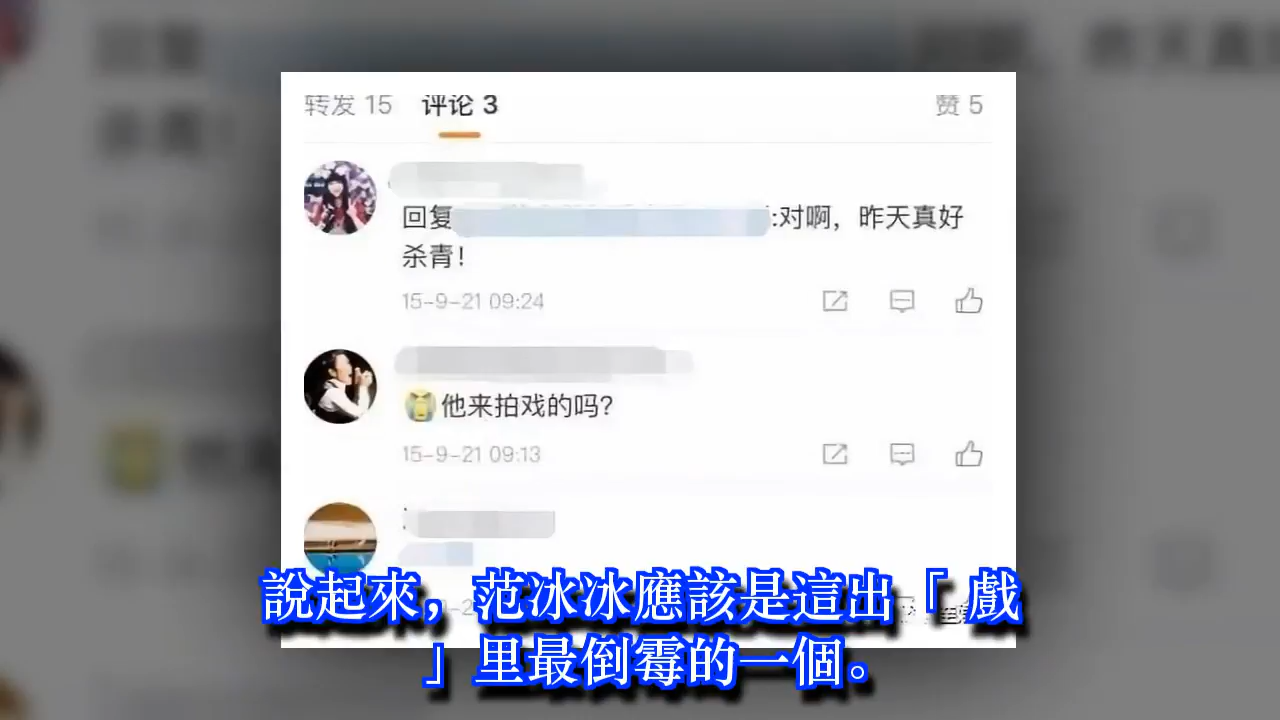 转发 15 评论 3 赞 5
回复 :对啊，昨天真好
杀青！
15-9-21 09:24
他来拍戏的吗？
15-9-21 09:13
說起來，范冰冰應該是這出「 戲
」里最倒霉的一個。